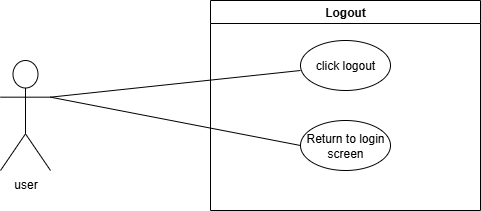 Logout
click logout
Return to login
screen
user